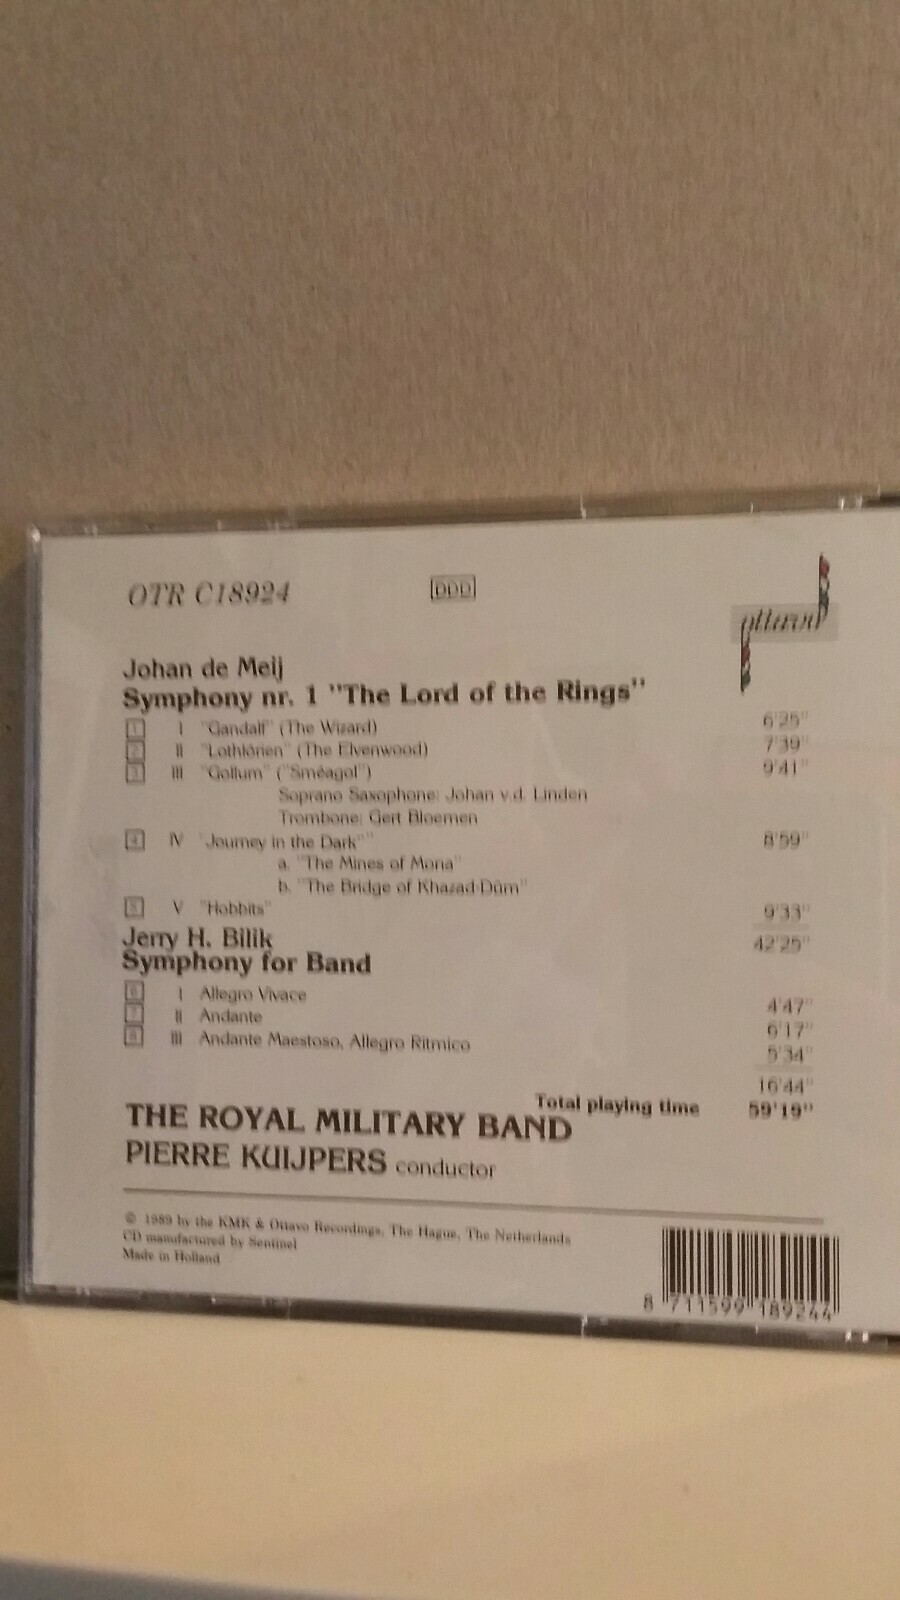 OTR C18924 DDD ottavo
Johan de Meij
Symphony nr. 1 "The Lord of the Rings"
1 I "Gandalf" (The Wizard) 6'25"
2 II "Lothlórien" (The Elvenwood) 7'39"
3 III "Gollum" ("Sméagol") 9'41"
Soprano Saxophone: Johan v.d. Linden
Trombone: Gert Bloemen
4 IV "Journey in the Dark"" 8'59"
a. "The Mines of Moria"
b. "The Bridge of Khazad-Dûm"
5 V "Hobbits" 9'33"
Jerry H. Bilik 42'25"
Symphony for Band
6 I Allegro Vivace 4'47"
7 II Andante 6'17"
8 III Andante Maestoso, Allegro Ritmico 5'34"
16'44"
Total playing time 59'19"
THE ROYAL MILITARY BAND
PIERRE KUIJPERS conductor
© 1989 by the KMK & Ottavo Recordings, The Hague, The Netherlands
CD manufactured by Sentinel
Made in Holland
8 711599 189244